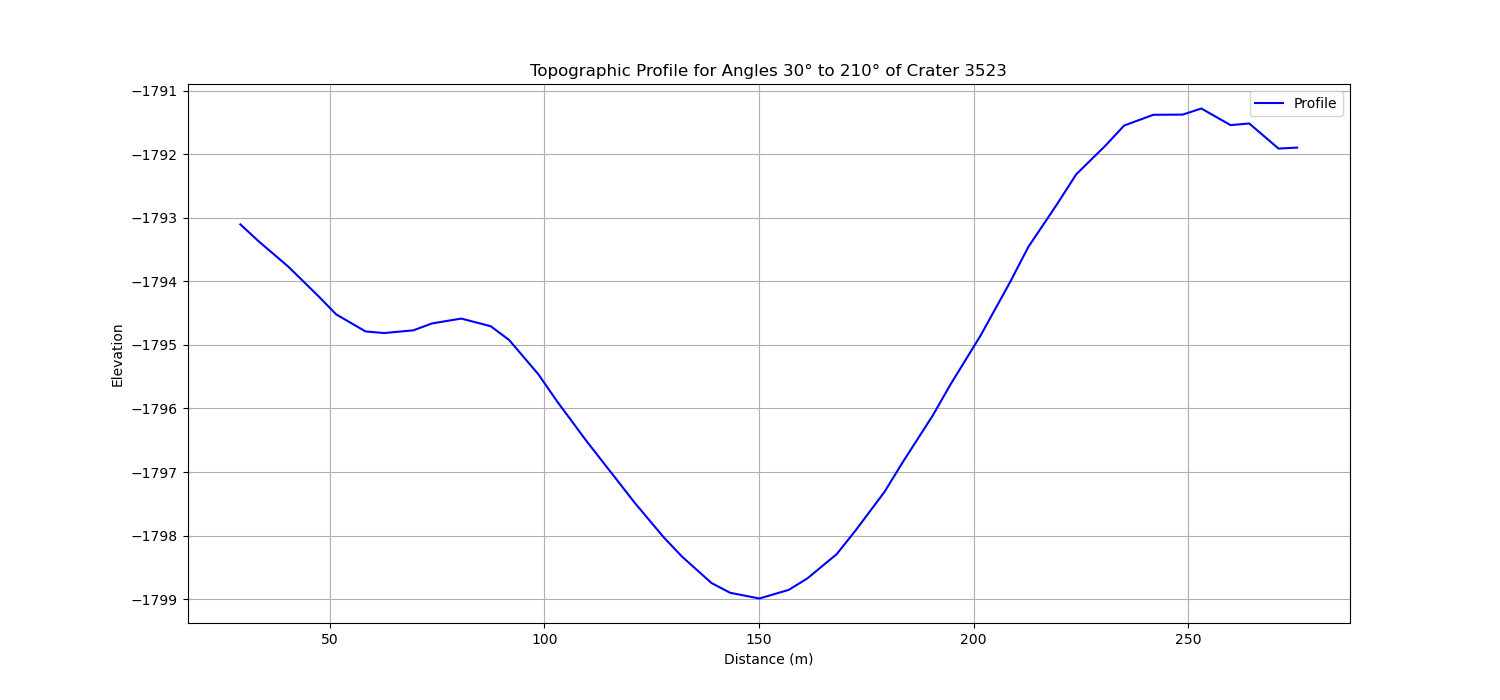 Topographic Profile for Angles 30° to 210° of Crater 3523
Profile
−1791
−1792
−1793
−1794
−1795
−1796
−1797
−1798
−1799
Elevation
50 100 150 200 250
Distance (m)